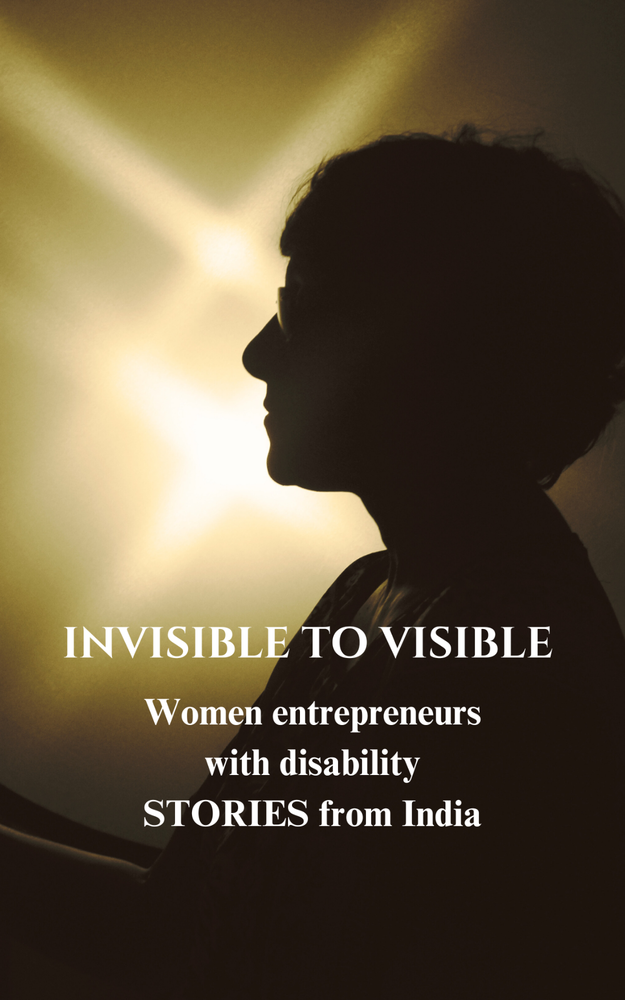 INVISIBLE TO VISIBLE
Women entrepreneurs
with disability
STORIES from India